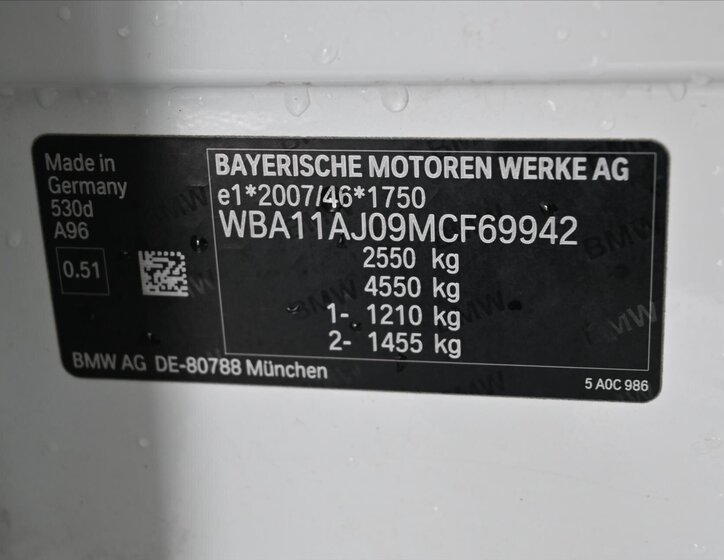 Made in
Germany
530d
A96
0.51
BAYERISCHE MOTOREN WERKE AG
e1*2007/46*1750
WBA11AJ09MCF69942
2550 kg
4550 kg
1- 1210 kg
2- 1455 kg
BMW AG DE-80788 München
5 A0C 986